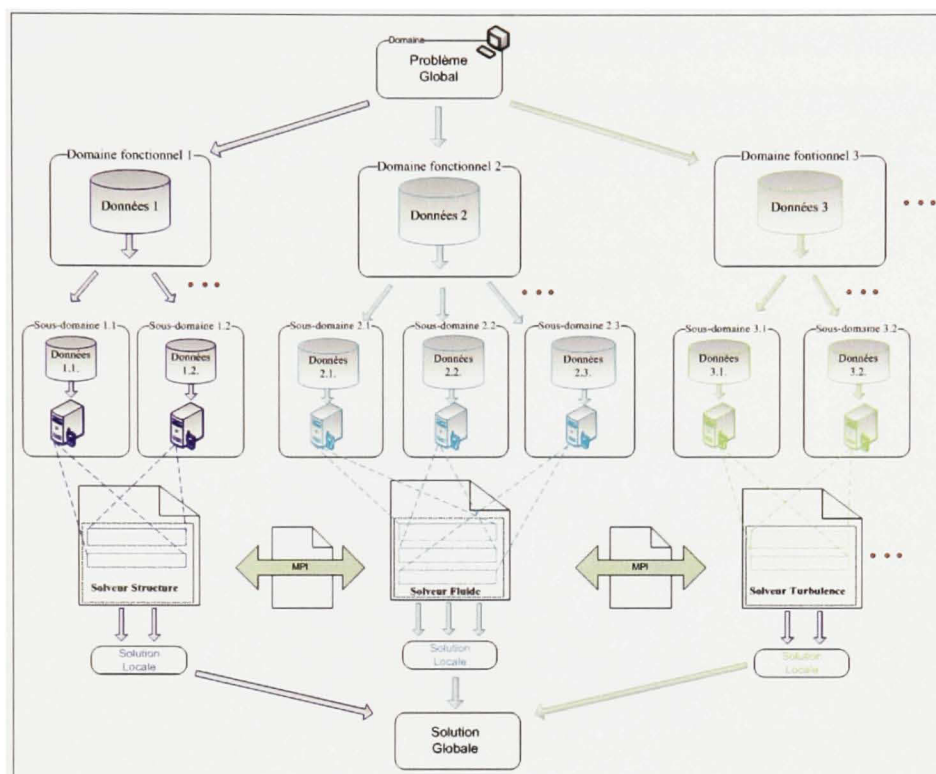 Domaine
Problème
Global
Domaine fonctionnel 1
Données 1
Domaine fonctionnel 2
Données 2
Domaine fontionnel 3
Données 3
Sous-domaine 1.1
Données
1.1.
Sous-domaine 1.2
Données
1.2.
Sous-domaine 2.1
Données
2.1.
Sous-domaine 2.2
Données
2.2.
Sous-domaine 2.3
Données
2.3.
Sous-domaine 3.1
Données
3.1.
Sous-domaine 3.2
Données
3.2.
Solveur Structure
MPI
Solveur Fluide
MPI
Solveur Turbulence
Solution
Locale
Solution
Locale
Solution
Locale
Solution
Globale